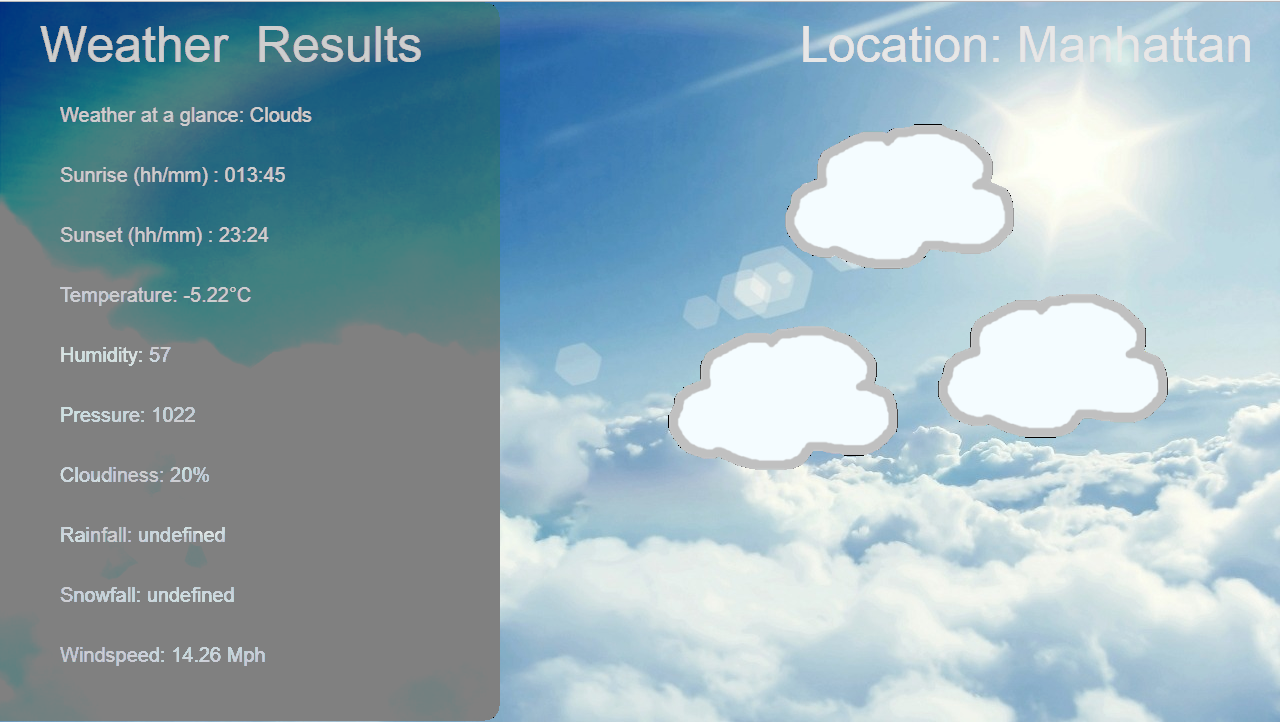 Weather Results
Location: Manhattan
Weather at a glance: Clouds
Sunrise (hh/mm) : 013:45
Sunset (hh/mm) : 23:24
Temperature: -5.22°C
Humidity: 57
Pressure: 1022
Cloudiness: 20%
Rainfall: undefined
Snowfall: undefined
Windspeed: 14.26 Mph